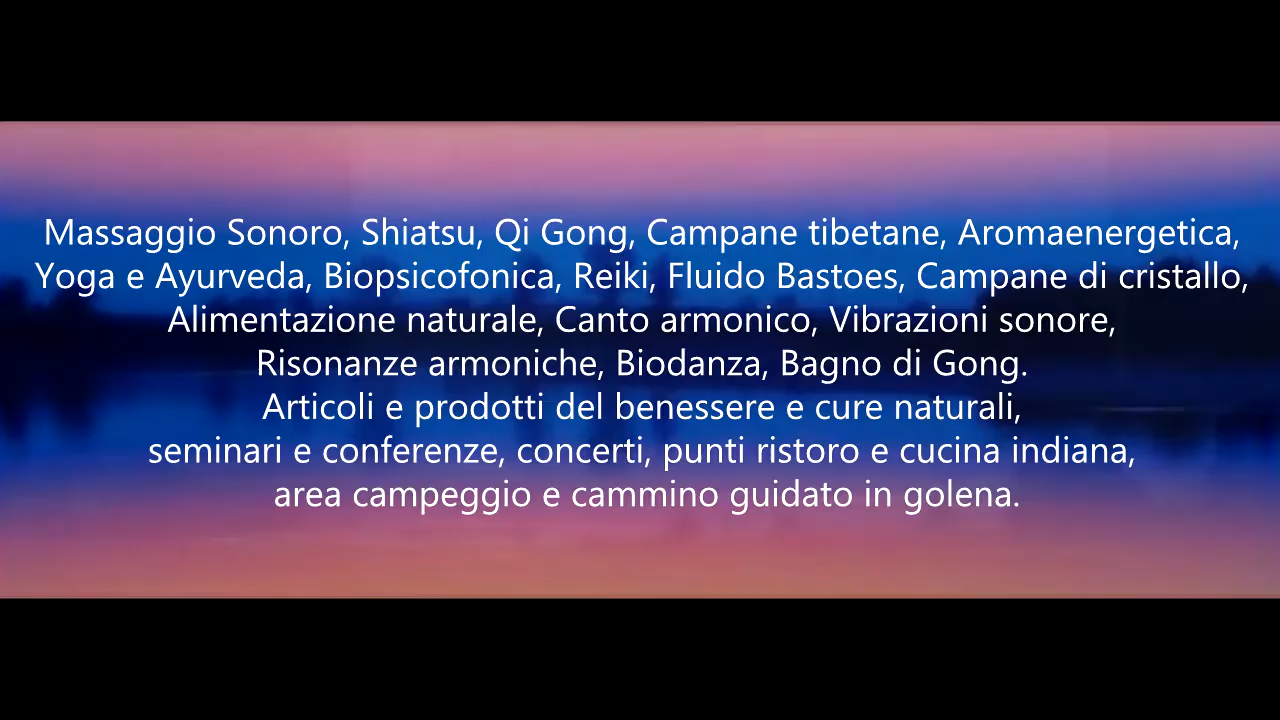 Massaggio Sonoro, Shiatsu, Qi Gong, Campane tibetane, Aromaenergetica,
Yoga e Ayurveda, Biopsicofonica, Reiki, Fluido Bastoes, Campane di cristallo,
Alimentazione naturale, Canto armonico, Vibrazioni sonore,
Risonanze armoniche, Biodanza, Bagno di Gong.
Articoli e prodotti del benessere e cure naturali,
seminari e conferenze, concerti, punti ristoro e cucina indiana,
area campeggio e cammino guidato in golena.